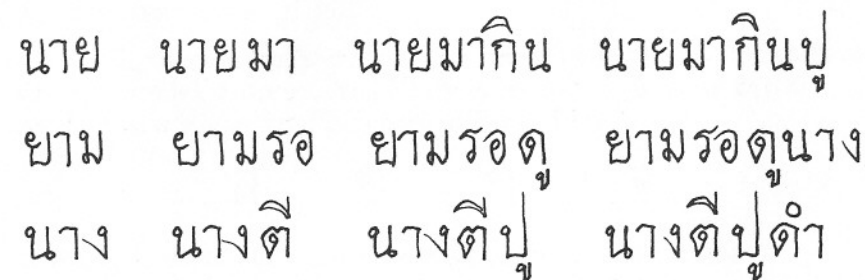 นาย นายมา นายมากิน นายมากินปู
ยาม ยามรอ ยามรอดู ยามรอดูนาง
นาง นางตี นางตีปู นางตีปูดำ